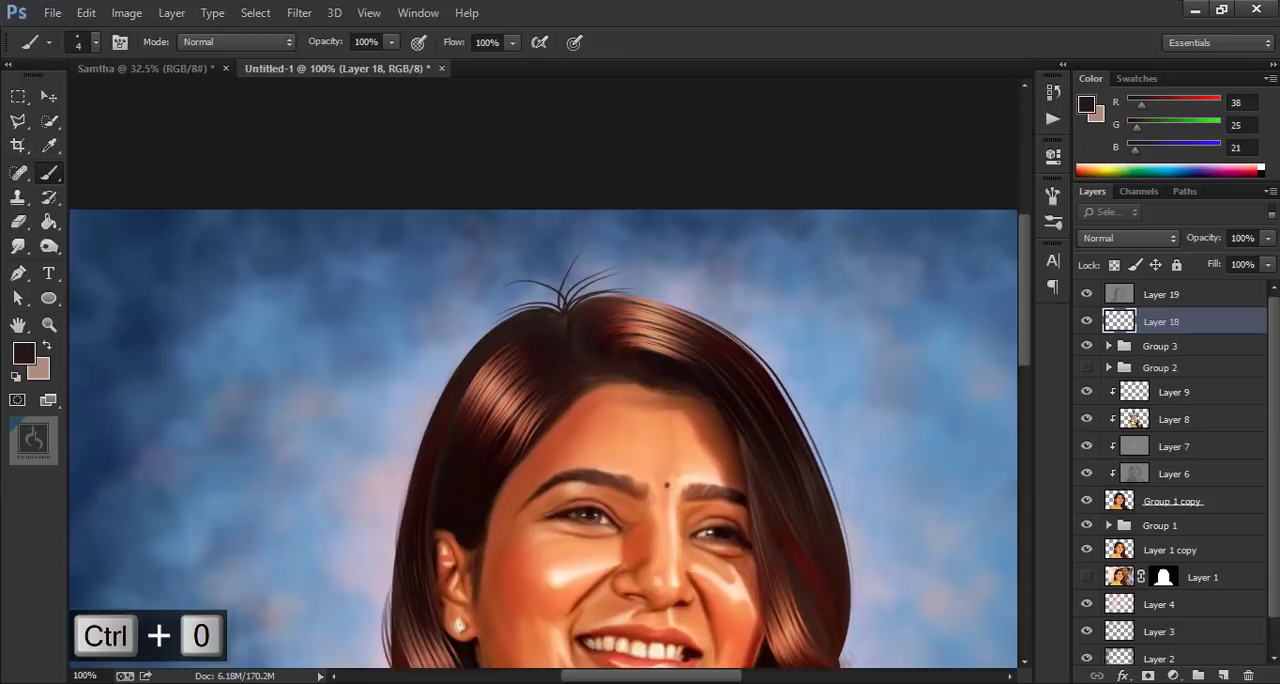 Ps File Edit Image Layer Type Select Filter 3D View Window Help
4 Mode: Normal Opacity: 100% Flow: 100% Essentials
Samtha @ 32.5% (RGB/8#) * × Untitled-1 @ 100% (Layer 18, RGB/8) * ×
Color Swatches
R 38
G 25
B 21
Layers Channels Paths
Sele...
Normal Opacity: 100%
Lock: Fill: 100%
Layer 19
Layer 18
Group 3
Group 2
Layer 9
Layer 8
Layer 7
Layer 6
Group 1 copy
Group 1
Layer 1 copy
Layer 1
Layer 4
Layer 3
Layer 2
Ctrl + 0
100% Doc: 6.18M/170.2M